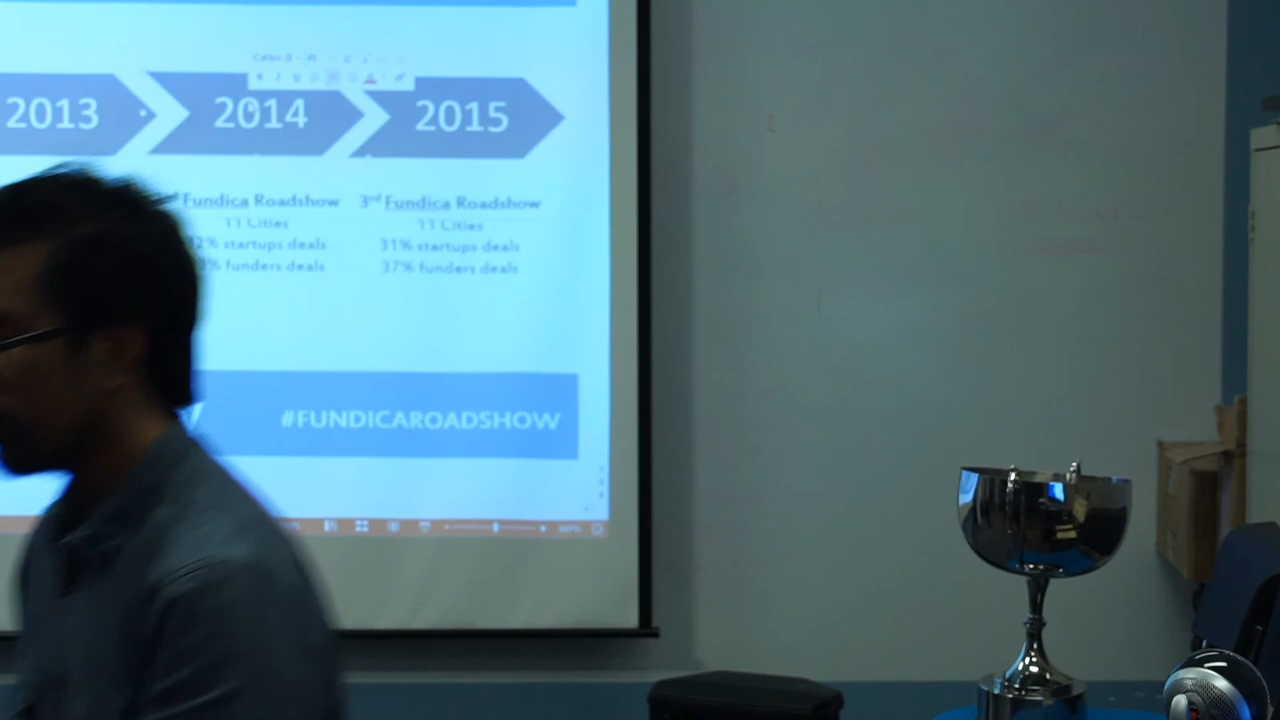 2013 2014 2015
Fundica Roadshow 3rd Fundica Roadshow
11 Cities 11 Cities
2% startups deals 31% startups deals
% funders deals 37% funders deals
#FUNDICAROADSHOW